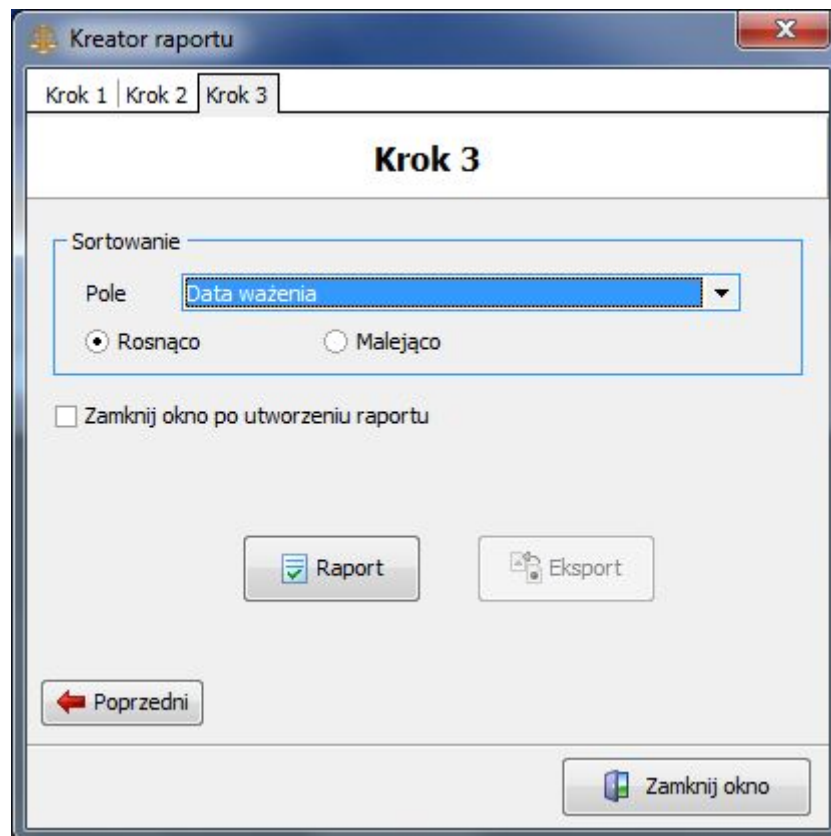 Kreator raportu
Krok 1 Krok 2 Krok 3
Krok 3
Sortowanie
Pole Data ważenia
Rosnąco Malejąco
Zamknij okno po utworzeniu raportu
Raport Eksport
Poprzedni
Zamknij okno